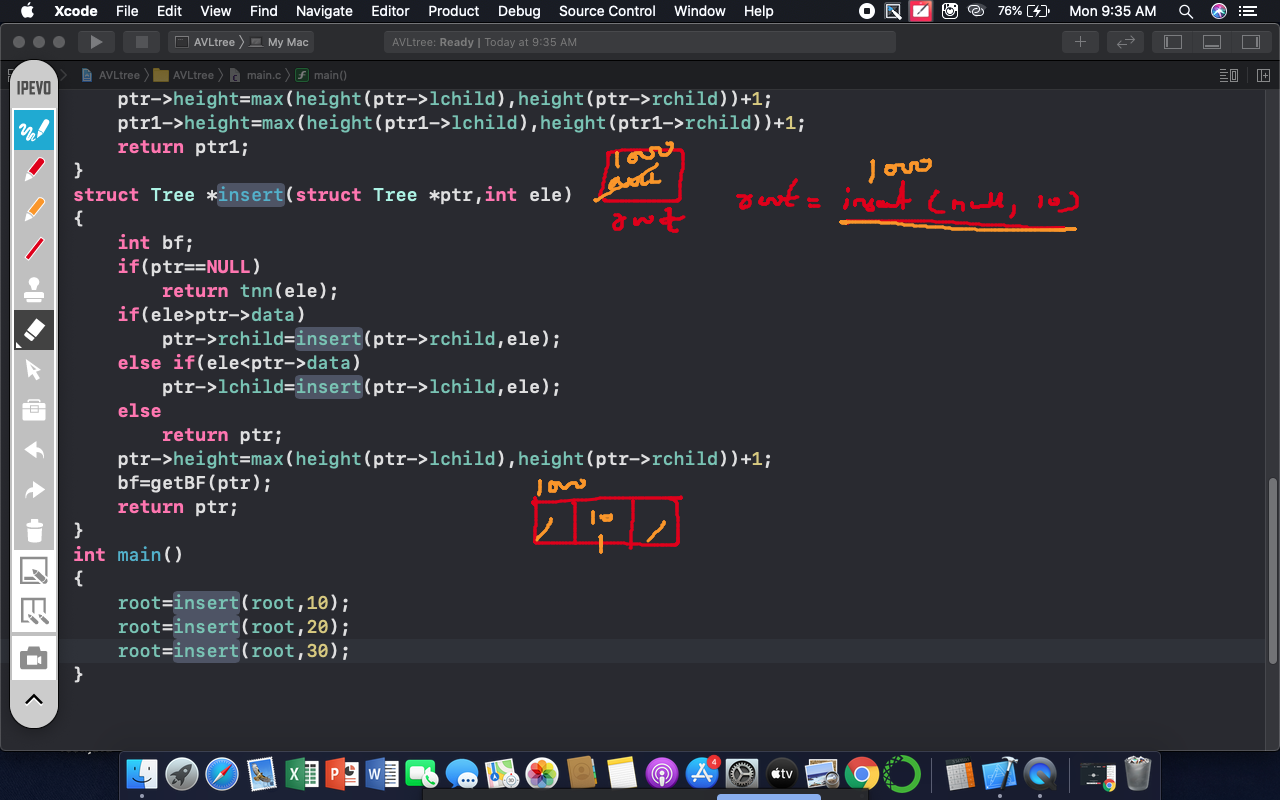 Xcode File Edit View Find Navigate Editor Product Debug Source Control Window Help 76% Mon 9:35 AM
AVLtree My Mac AVLtree: Ready | Today at 9:35 AM
AVLtree AVLtree main.c main()
IPEVO
ptr->height=max(height(ptr->lchild),height(ptr->rchild))+1;
ptr1->height=max(height(ptr1->lchild),height(ptr1->rchild))+1;
return ptr1;
}
1000
1000
null
struct Tree *insert(struct Tree *ptr,int ele)
root = insert (null, 10)
root
{
int bf;
if(ptr==NULL)
return tnn(ele);
if(ele>ptr->data)
ptr->rchild=insert(ptr->rchild,ele);
else if(ele<ptr->data)
ptr->lchild=insert(ptr->lchild,ele);
else
return ptr;
ptr->height=max(height(ptr->lchild),height(ptr->rchild))+1;
bf=getBF(ptr);
1000
return ptr;
10
}
1
int main()
{
root=insert(root,10);
root=insert(root,20);
root=insert(root,30);
}
4
tv